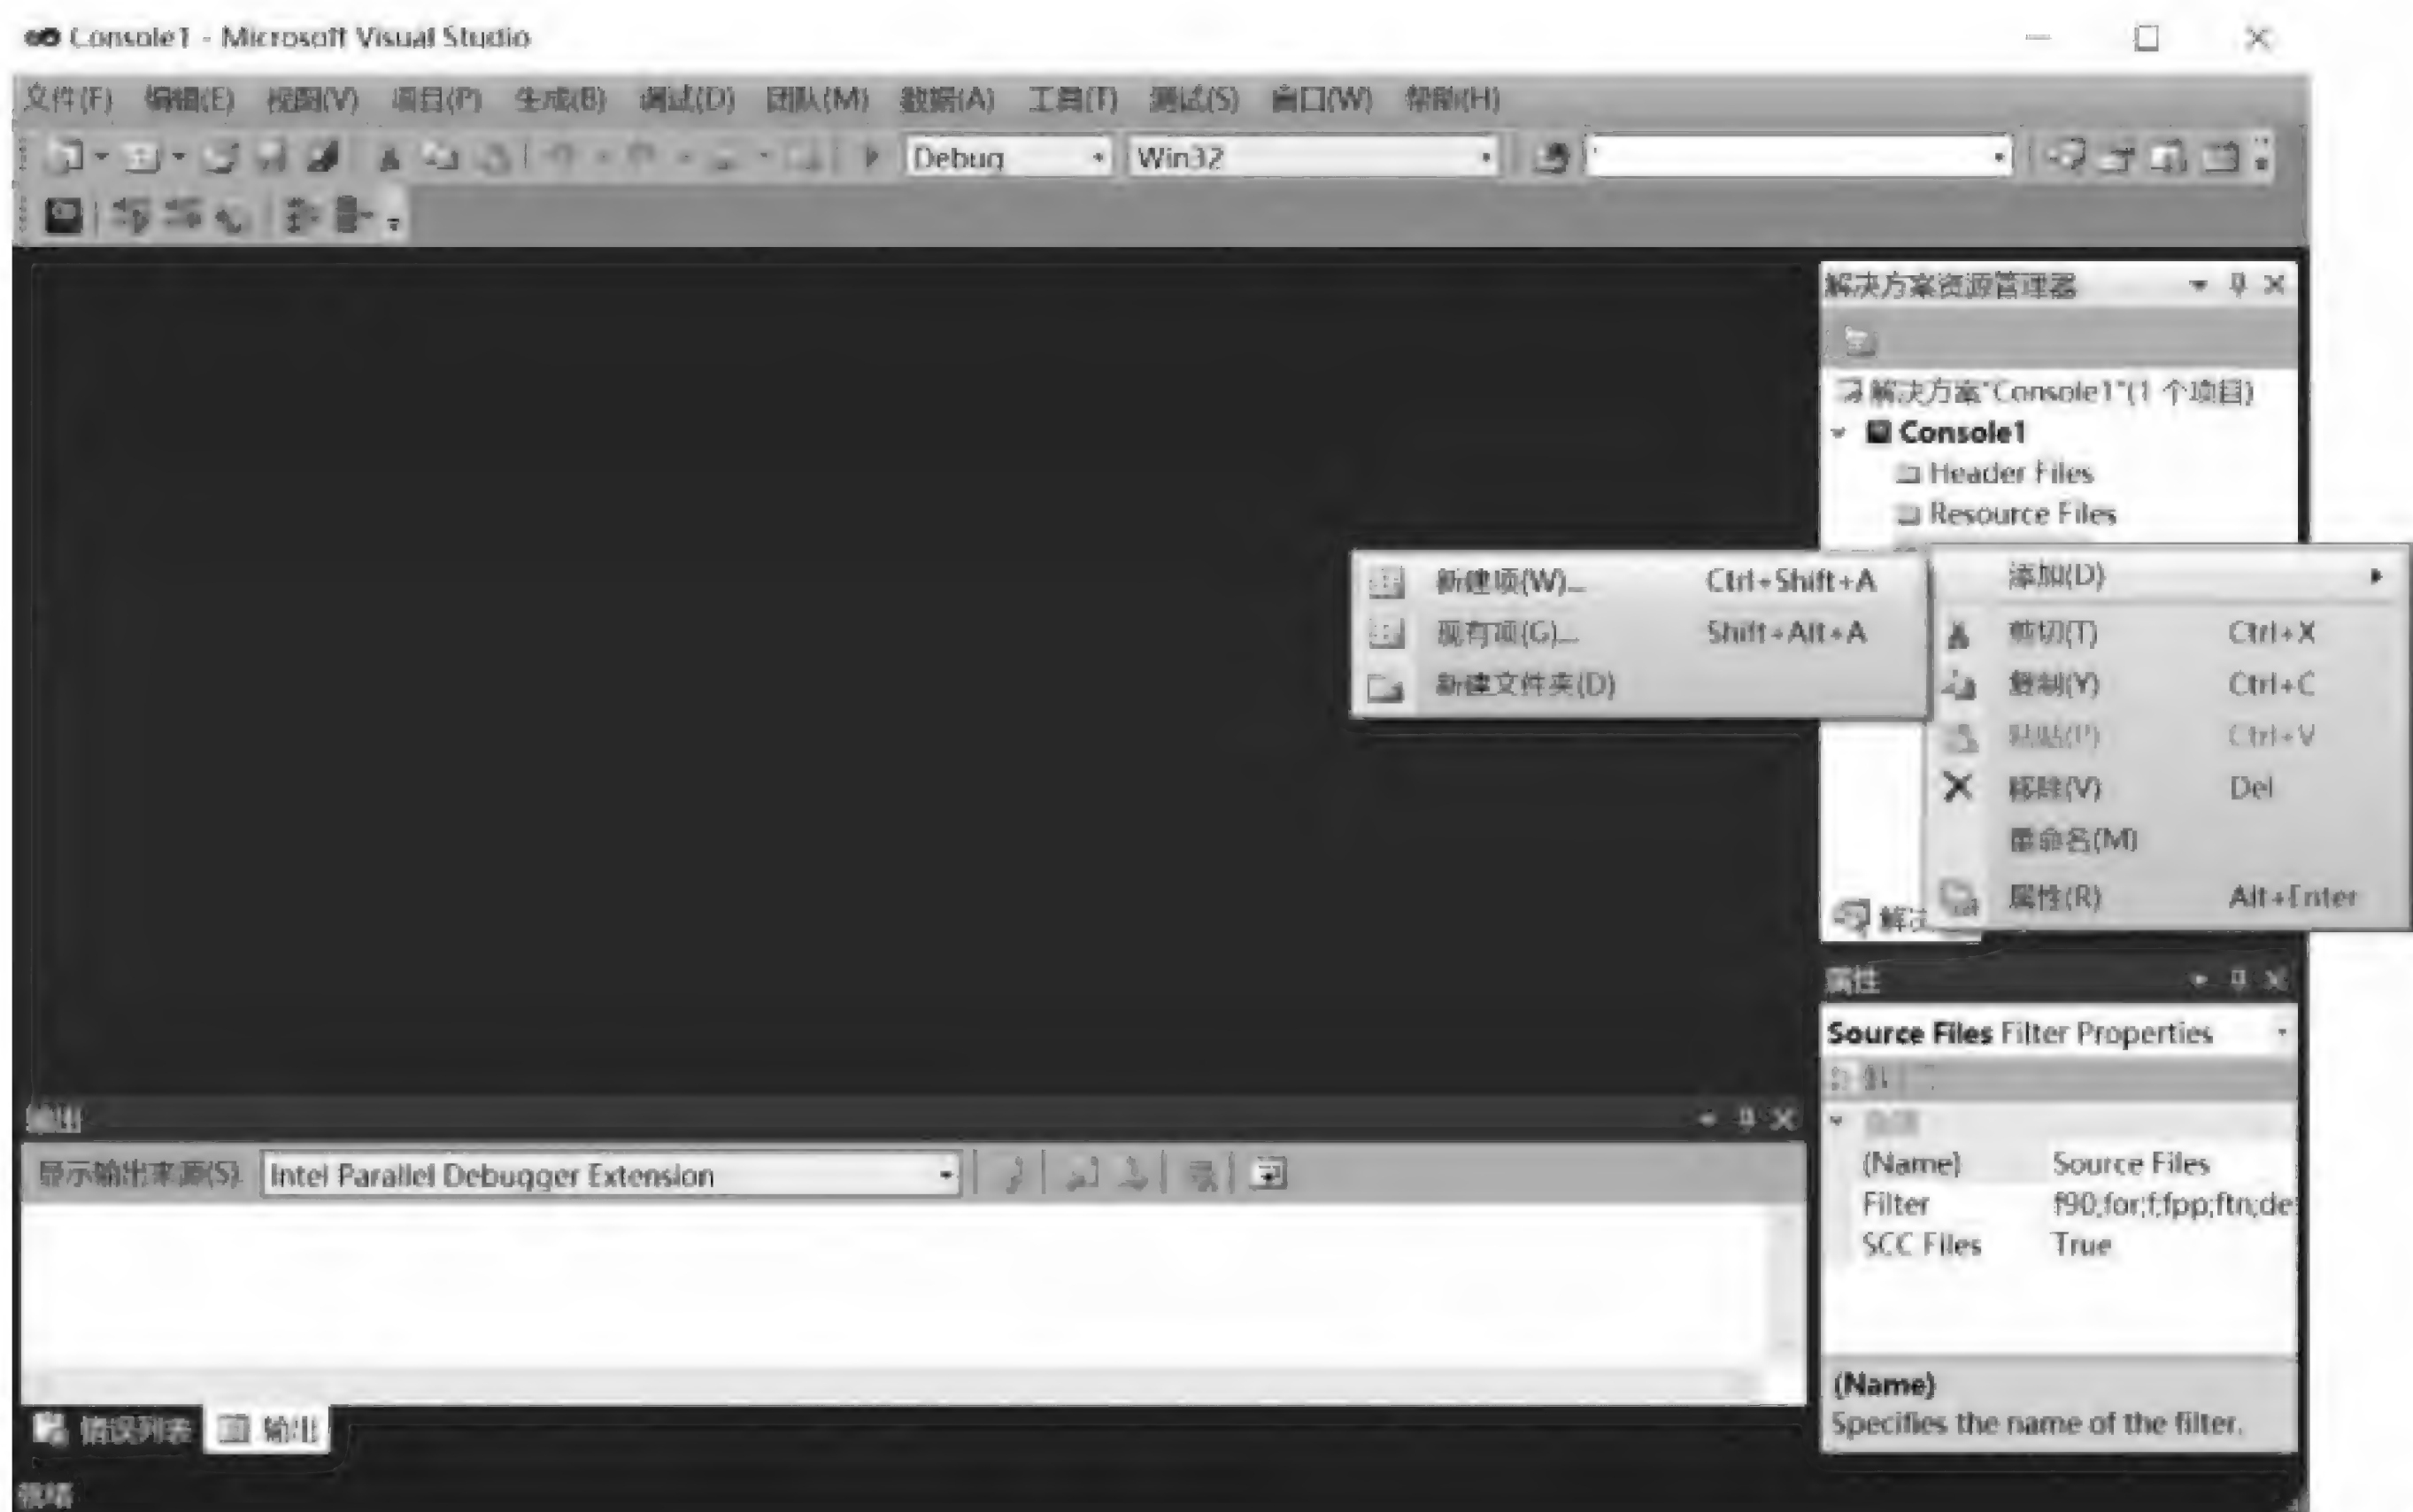 Console1 - Microsoft Visual Studio
文件(F) 编辑(E) 视图(V) 项目(P) 生成(B) 调试(D) 团队(M) 数据(A) 工具(T) 测试(S) 窗口(W) 帮助(H)
Debug Win32
解决方案资源管理器
解决方案"Console1"(1 个项目)
Console1
Header Files
Resource Files
添加(D)
新建项(W)... Ctrl+Shift+A
现有项(G)... Shift+Alt+A
新建文件夹(D)
剪切(T) Ctrl+X
复制(Y) Ctrl+C
粘贴(P) Ctrl+V
移除(V) Del
重命名(M)
属性(R) Alt+Enter
解决
属性
Source Files Filter Properties
(Name) Source Files
Filter f90;for;f;fpp;ftn;de
SCC Files True
(Name)
Specifies the name of the filter.
输出
显示输出来源(S): Intel Parallel Debugger Extension
错误列表 输出
就绪